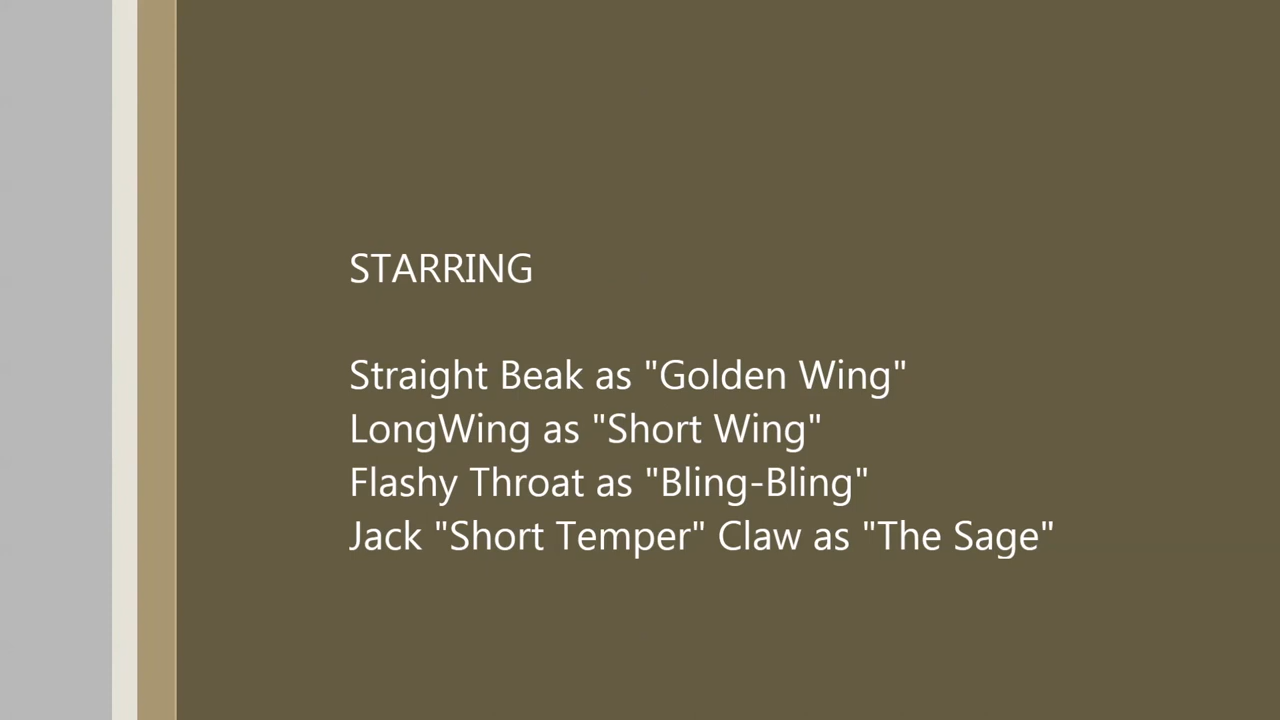 STARRING
Straight Beak as "Golden Wing"
LongWing as "Short Wing"
Flashy Throat as "Bling-Bling"
Jack "Short Temper" Claw as "The Sage"